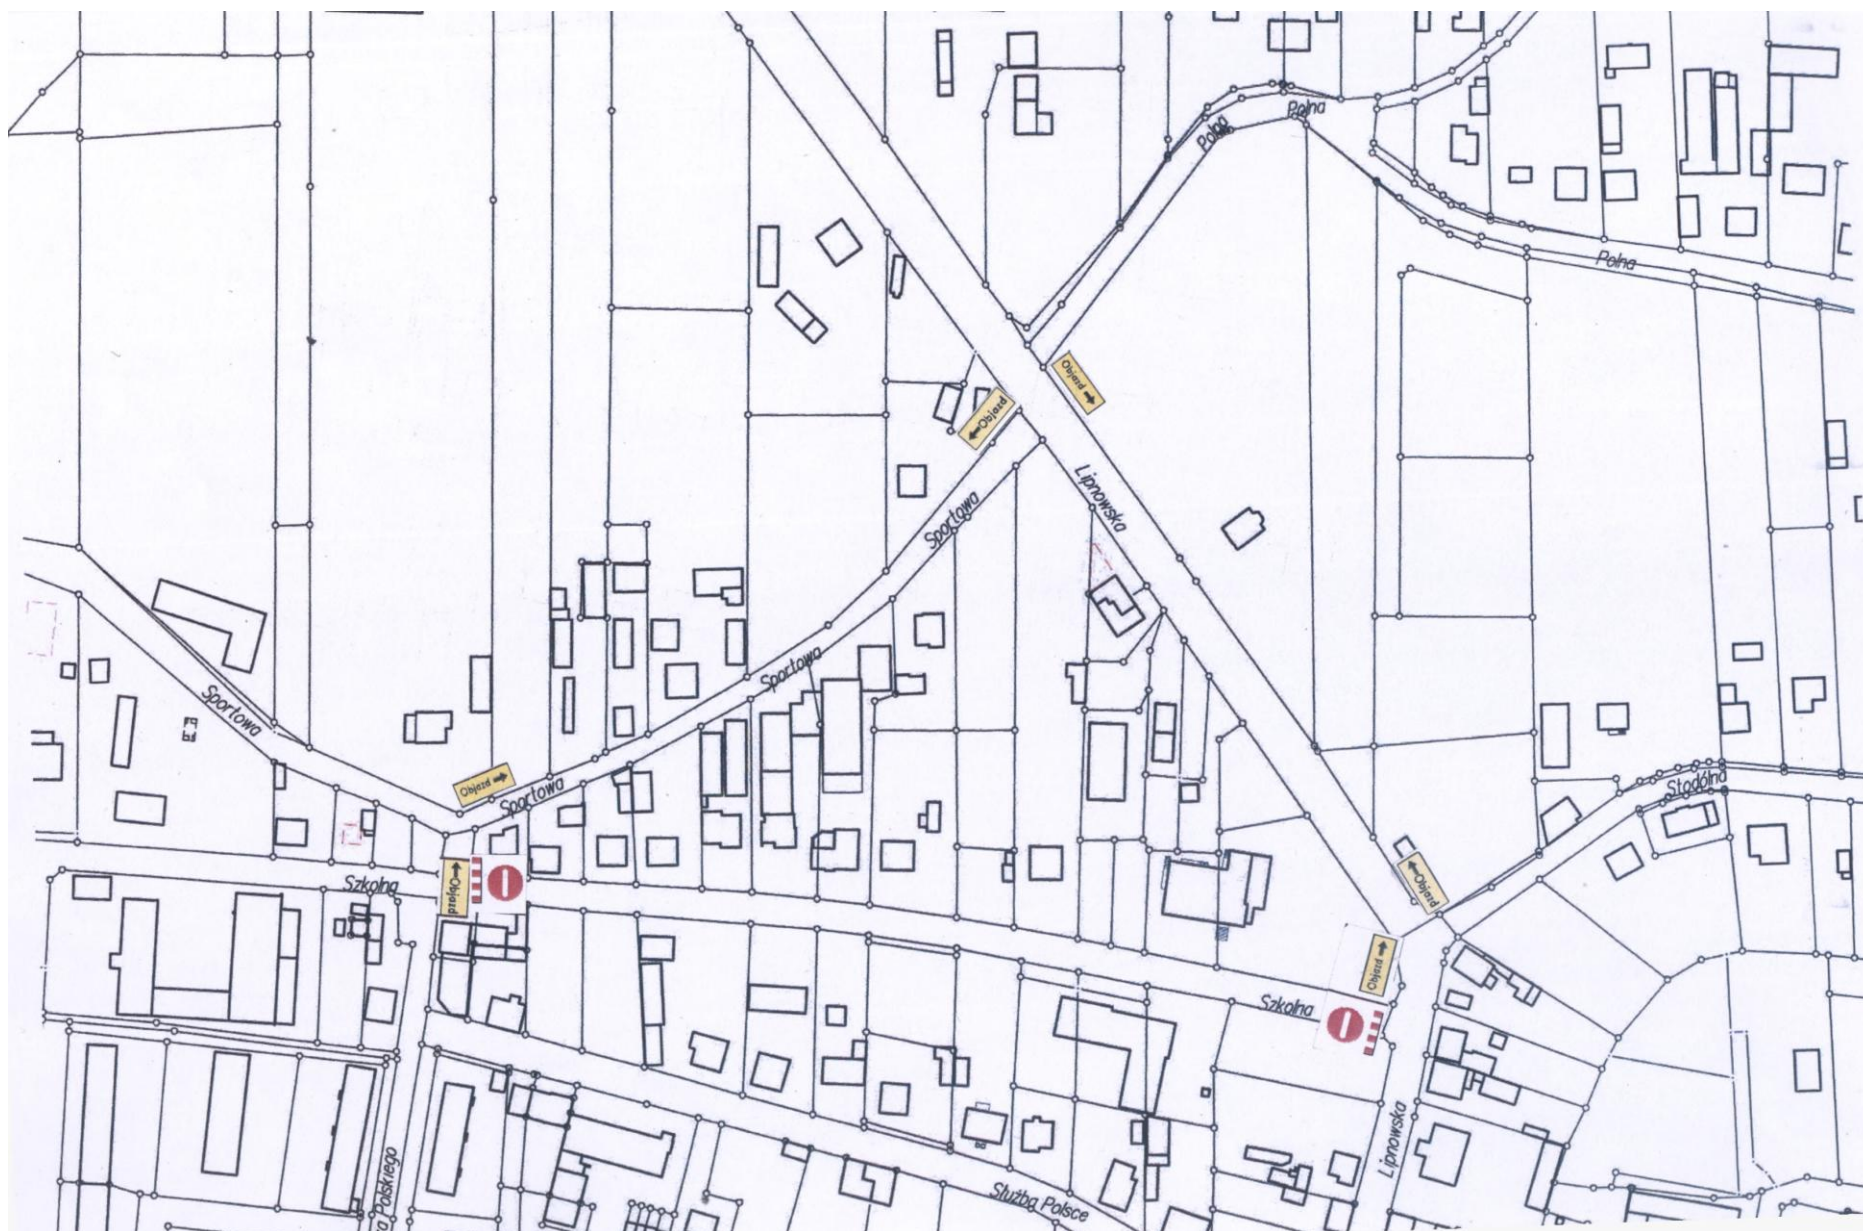 Polna
Polna
Polna
Objazd
Objazd
Lipnowska
Sportowa
Sportowa
Sportowa
Objazd
Sportowa
Stodólna
Szkolna
Objazd
Objazd
Objazd
Szkolna
Lipnowska
a Polskiego
Służba Polsce